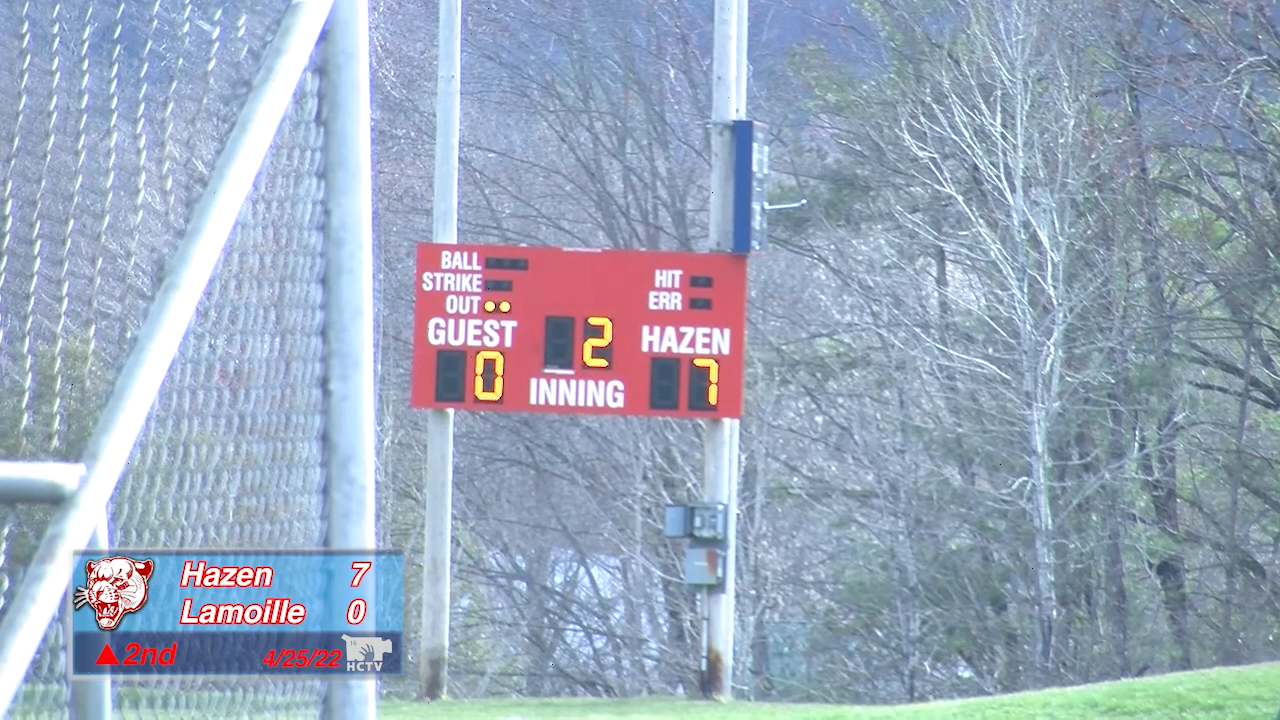 BALL
STRIKE
OUT
HIT
ERR
GUEST 2 HAZEN
0 INNING 7
Hazen 7
Lamoille 0
▲2nd 4/25/22 HCTV